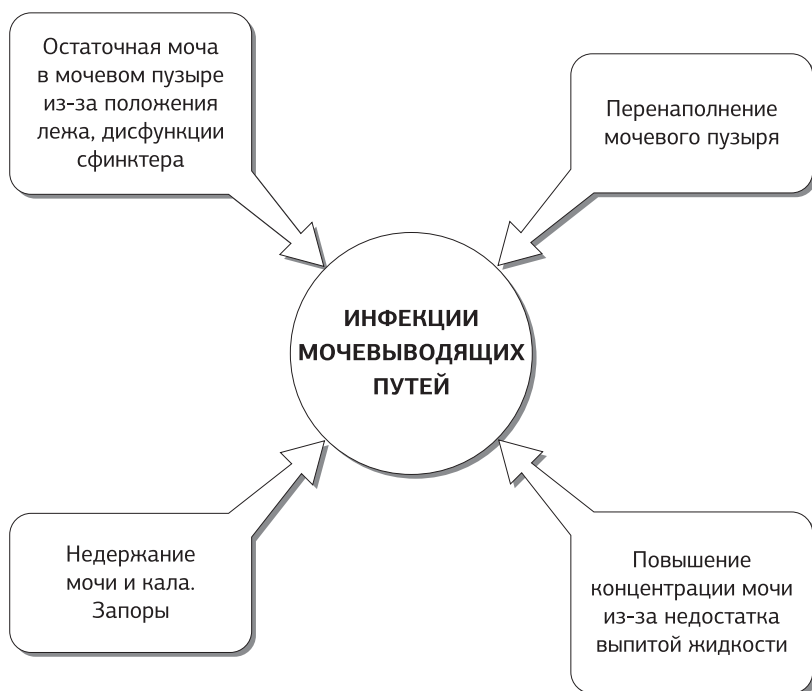 Остаточная моча
в мочевом пузыре
из-за положения
лежа, дисфункции
сфинктера
Перенаполнение
мочевого пузыря
ИНФЕКЦИИ
МОЧЕВЫВОДЯЩИХ
ПУТЕЙ
Недержание
мочи и кала.
Запоры
Повышение
концентрации мочи
из-за недостатка
выпитой жидкости